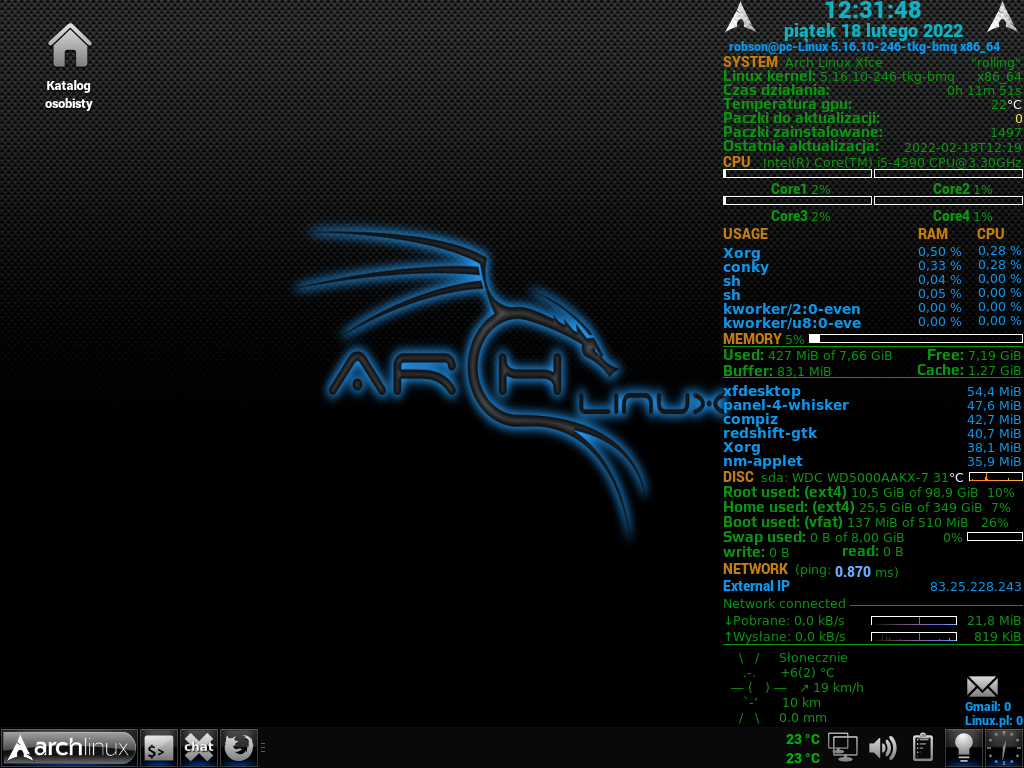 Katalog
osobisty
ARCH
LINUX
12:31:48
piątek 18 lutego 2022
robson@pc-Linux 5.16.10-246-tkg-bmq x86_64
SYSTEM Arch Linux Xfce "rolling"
Linux kernel: 5.16.10-246-tkg-bmq x86_64
Czas działania: 0h 11m 51s
Temperatura gpu: 22°C
Paczki do aktualizacji: 0
Paczki zainstalowane: 1497
Ostatnia aktualizacja: 2022-02-18T12:19
CPU Intel(R) Core(TM) i5-4590 CPU@3.30GHz
Core1 2% Core2 1%
Core3 2% Core4 1%
USAGE RAM CPU
Xorg 0,50 % 0,28 %
conky 0,33 % 0,28 %
sh 0,04 % 0,00 %
sh 0,05 % 0,00 %
kworker/2:0-even 0,00 % 0,00 %
kworker/u8:0-eve 0,00 % 0,00 %
MEMORY 5%
Used: 427 MiB of 7,66 GiB Free: 7,19 GiB
Buffer: 83,1 MiB Cache: 1,27 GiB
xfdesktop 54,4 MiB
panel-4-whisker 47,6 MiB
compiz 42,7 MiB
redshift-gtk 40,7 MiB
Xorg 38,1 MiB
nm-applet 35,9 MiB
DISC sda: WDC WD5000AAKX-7 31°C
Root used: (ext4) 10,5 GiB of 98,9 GiB 10%
Home used: (ext4) 25,5 GiB of 349 GiB 7%
Boot used: (vfat) 137 MiB of 510 MiB 26%
Swap used: 0 B of 8,00 GiB 0%
write: 0 B read: 0 B
NETWORK (ping: 0.870 ms)
External IP 83.25.228.243
Network connected
↓Pobrane: 0,0 kB/s 21,8 MiB
↑Wysłane: 0,0 kB/s 819 KiB
\ / Słonecznie
.-. +6(2) °C
― ( ) ― ↗ 19 km/h
`-' 10 km
/ \ 0.0 mm
Gmail: 0
Linux.pl: 0
archlinux
$>
chat
23 °C
23 °C